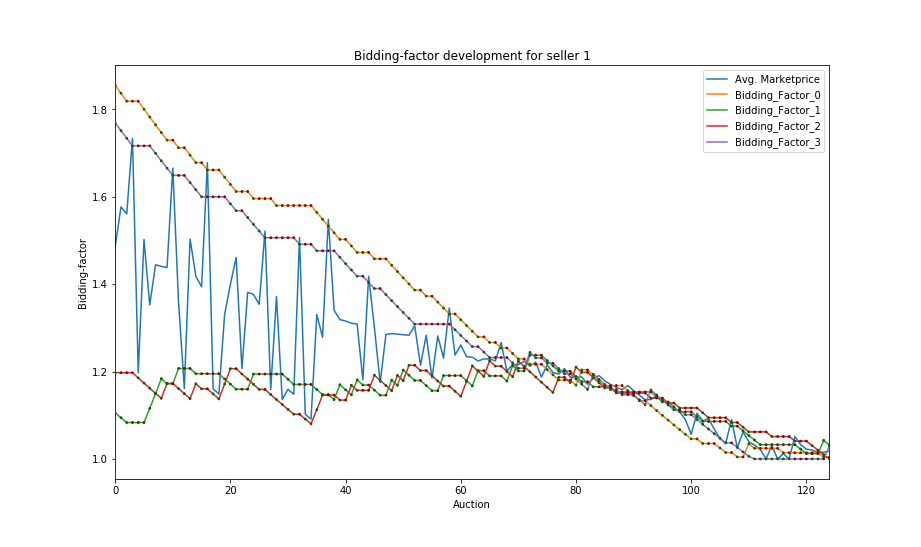 Bidding-factor development for seller 1
Avg. Marketprice
Bidding_Factor_0
Bidding_Factor_1
Bidding_Factor_2
Bidding_Factor_3
1.8
1.6
1.4
1.2
1.0
Bidding-factor
0 20 40 60 80 100 120
Auction